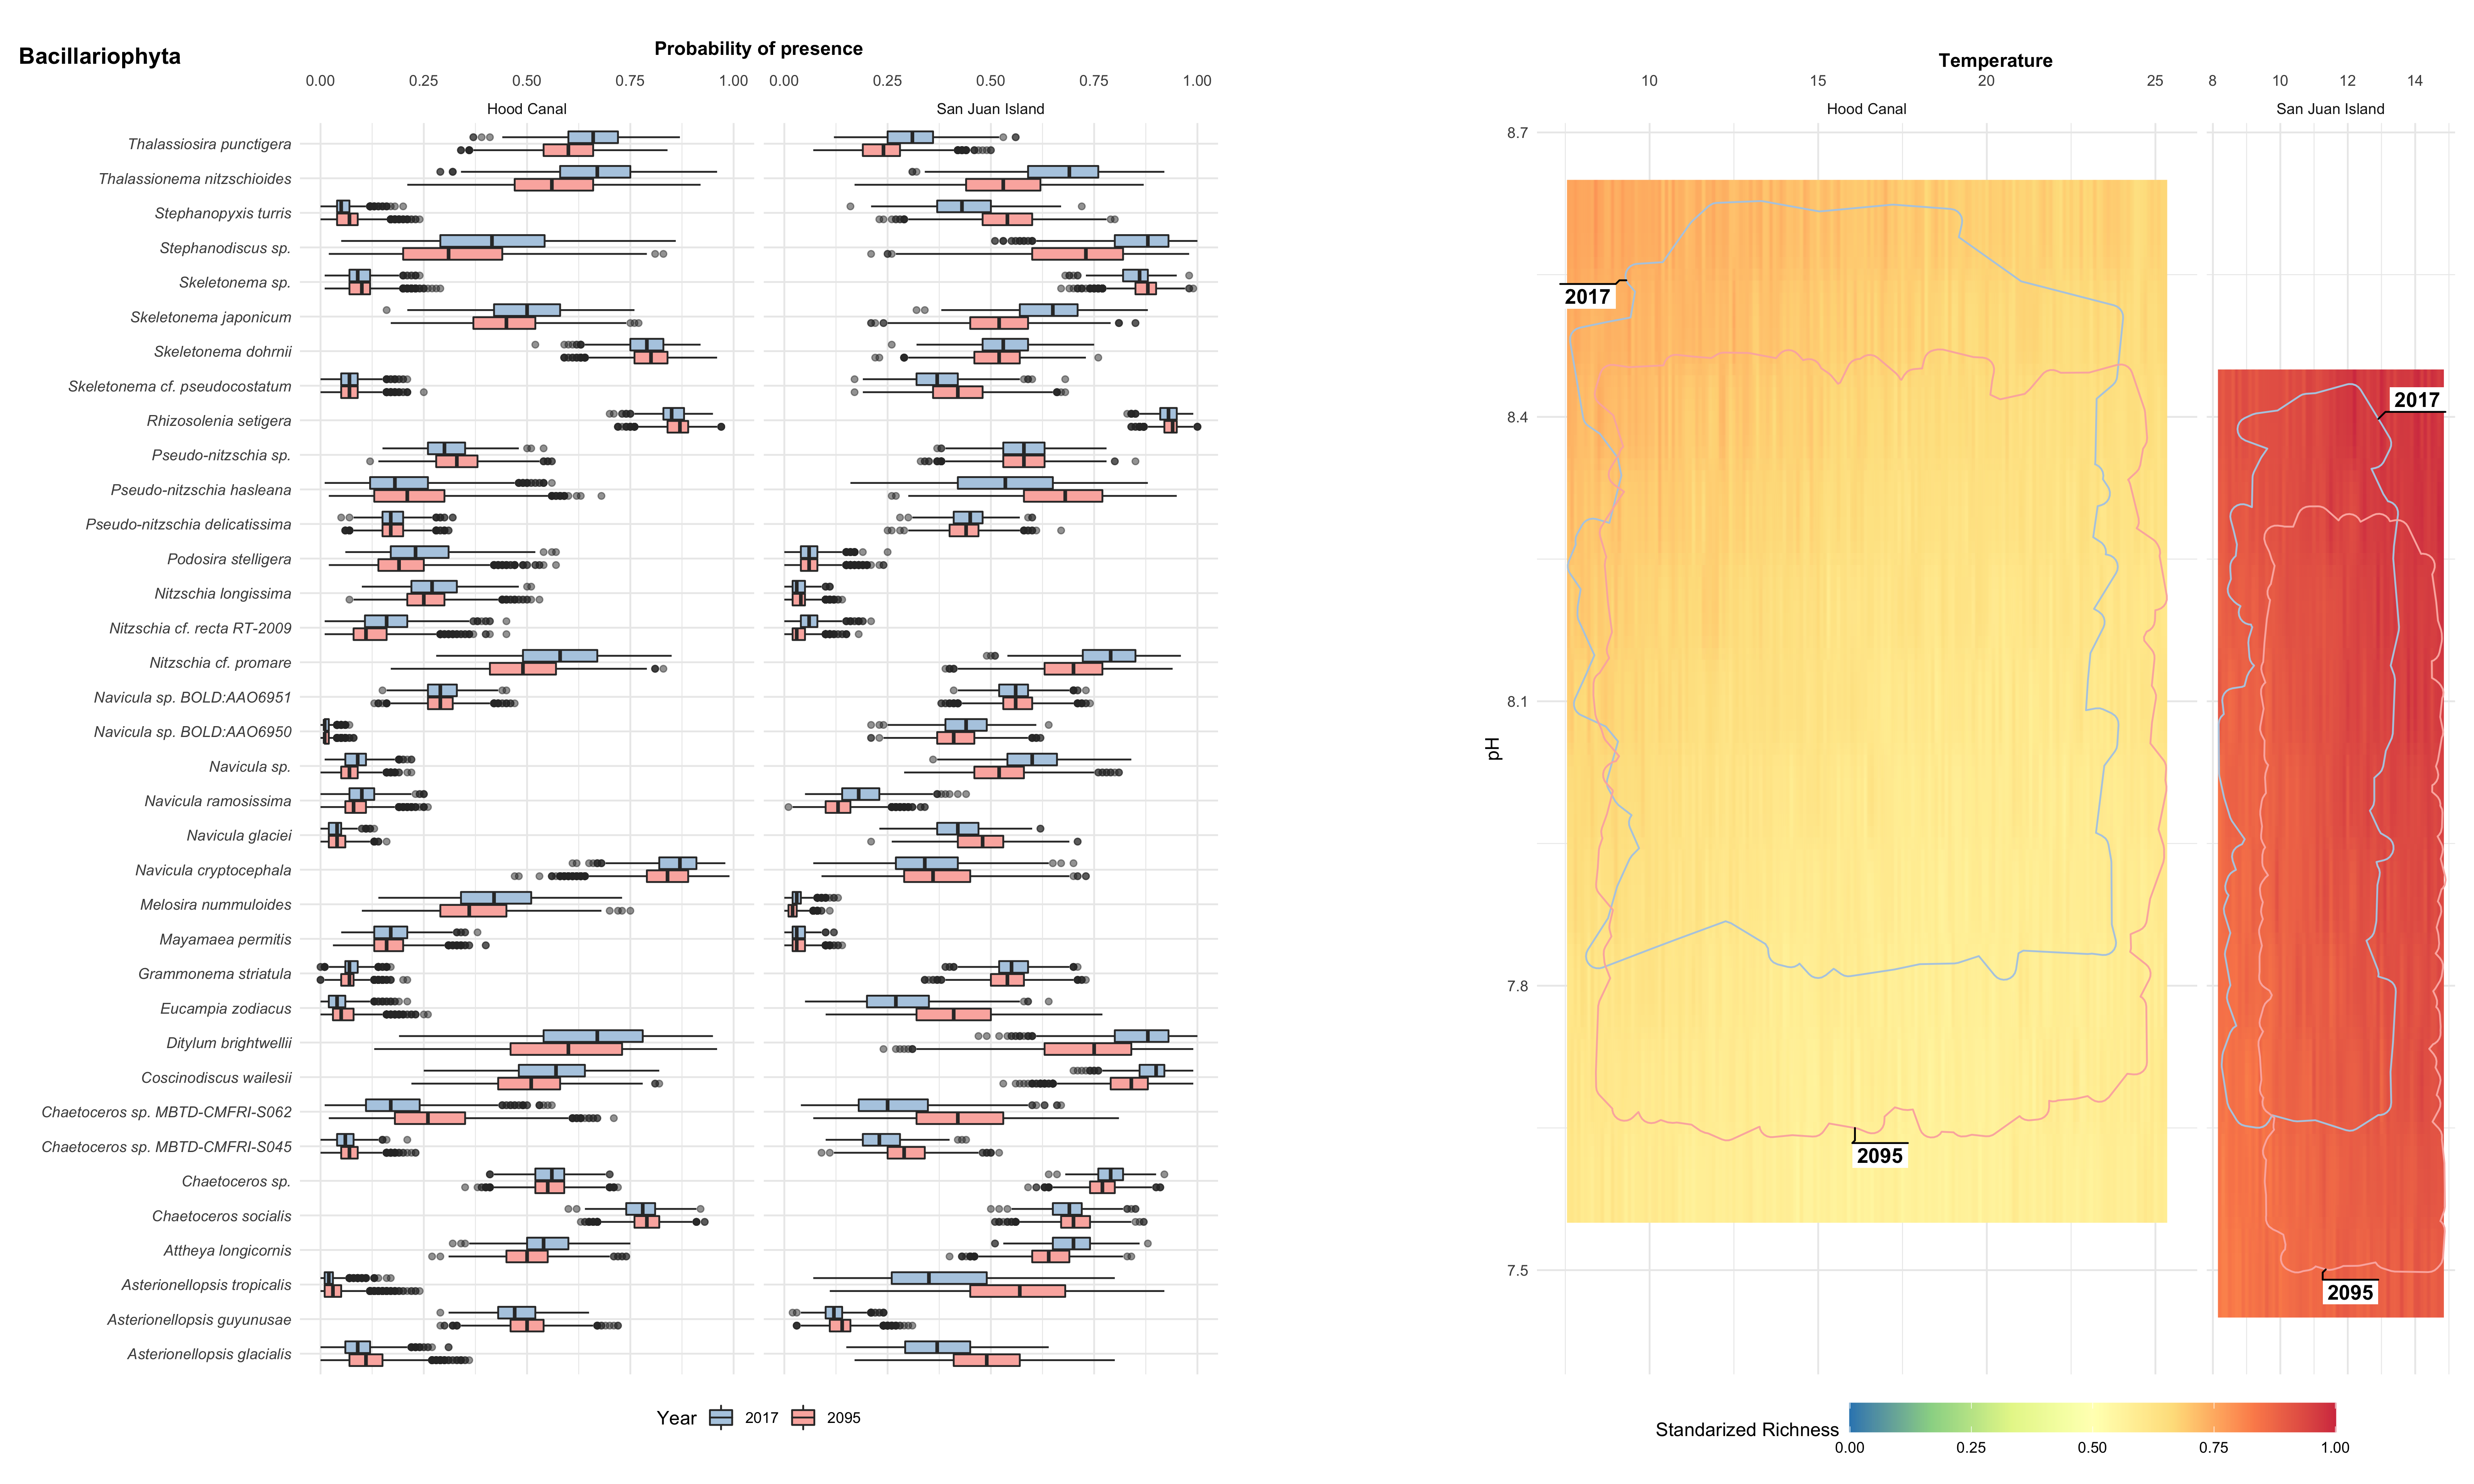 Bacillariophyta
Probability of presence
0.00 0.25 0.50 0.75 1.00 0.00 0.25 0.50 0.75 1.00
Hood Canal San Juan Island
Thalassiosira punctigera
Thalassionema nitzschioides
Stephanopyxis turris
Stephanodiscus sp.
Skeletonema sp.
Skeletonema japonicum
Skeletonema dohrnii
Skeletonema cf. pseudocostatum
Rhizosolenia setigera
Pseudo-nitzschia sp.
Pseudo-nitzschia hasleana
Pseudo-nitzschia delicatissima
Podosira stelligera
Nitzschia longissima
Nitzschia cf. recta RT-2009
Nitzschia cf. promare
Navicula sp. BOLD:AAO6951
Navicula sp. BOLD:AAO6950
Navicula sp.
Navicula ramosissima
Navicula glaciei
Navicula cryptocephala
Melosira nummuloides
Mayamaea permitis
Grammonema striatula
Eucampia zodiacus
Ditylum brightwellii
Coscinodiscus wailesii
Chaetoceros sp. MBTD-CMFRI-S062
Chaetoceros sp. MBTD-CMFRI-S045
Chaetoceros sp.
Chaetoceros socialis
Attheya longicornis
Asterionellopsis tropicalis
Asterionellopsis guyunusae
Asterionellopsis glacialis
Year 2017 2095
Temperature
10 15 20 25 8 10 12 14
Hood Canal San Juan Island
8.7
8.4
8.1
7.8
7.5
pH
2017
2095
2017
2095
Standarized Richness
0.00 0.25 0.50 0.75 1.00